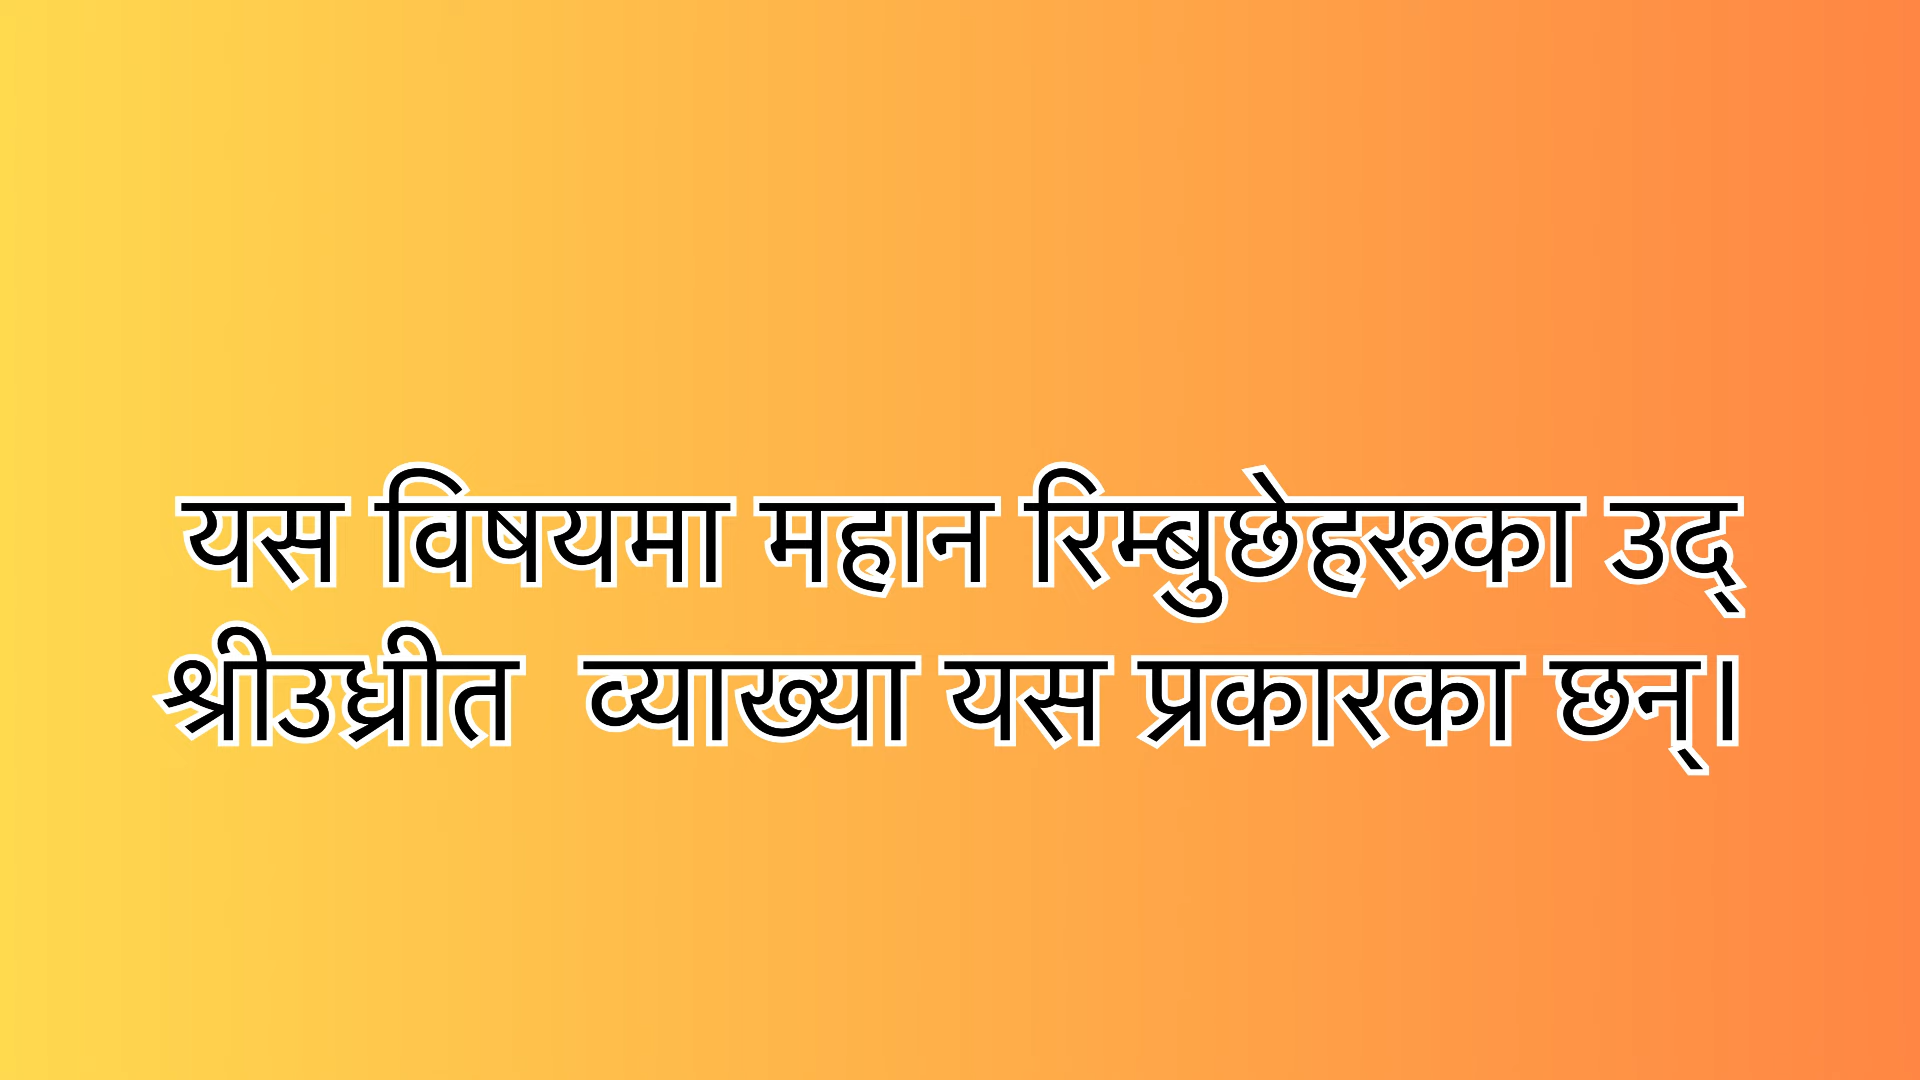 यस विषयमा महान रिम्बुछेहरूका उद्
श्रीउध्रीत  व्याख्या यस प्रकारका छन्।